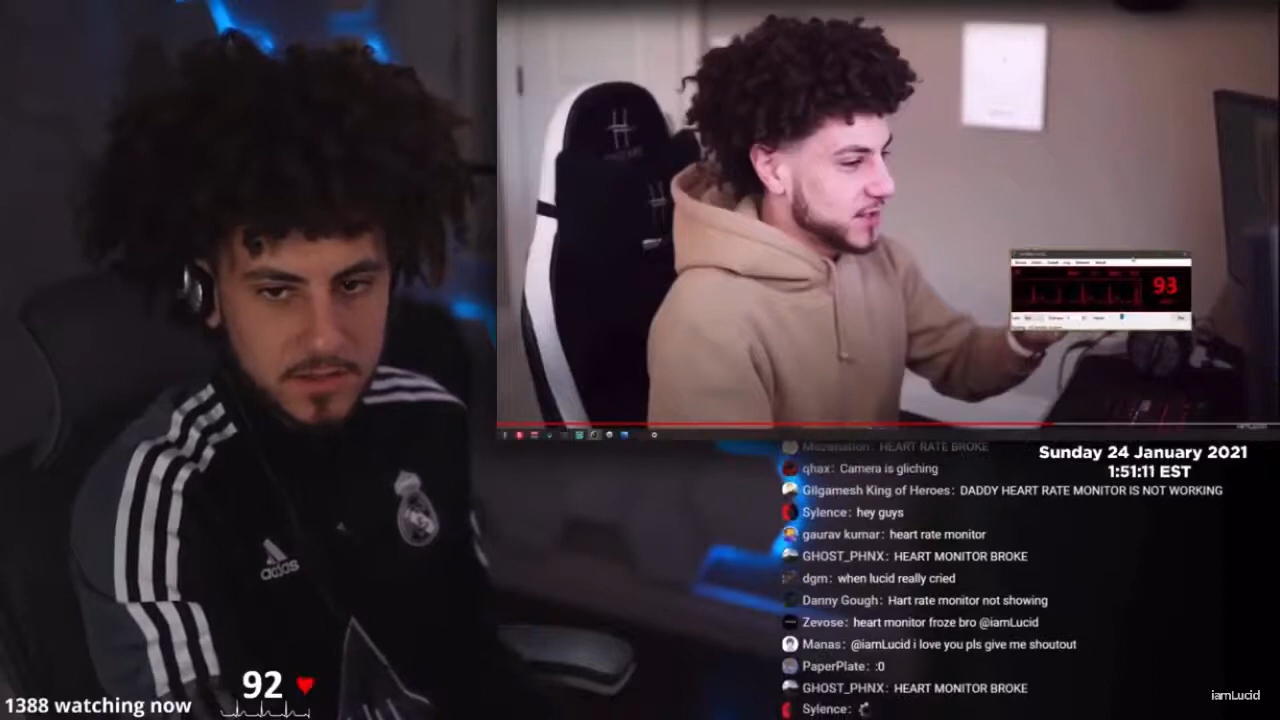 93
Mozanation: HEART RATE BROKE
qhax: Camera is gliching
Gilgamesh King of Heroes: DADDY HEART RATE MONITOR IS NOT WORKING
Sylence: hey guys
gaurav kumar: heart rate monitor
GHOST_PHNX: HEART MONITOR BROKE
dgm: when lucid really cried
Danny Gough: Hart rate monitor not showing
Zevose: heart monitor froze bro @iamLucid
Manas: @iamLucid i love you pls give me shoutout
PaperPlate: :0
GHOST_PHNX: HEART MONITOR BROKE
Sylence:
Sunday 24 January 2021
1:51:11 EST
adidas
92
1388 watching now
iamLucid